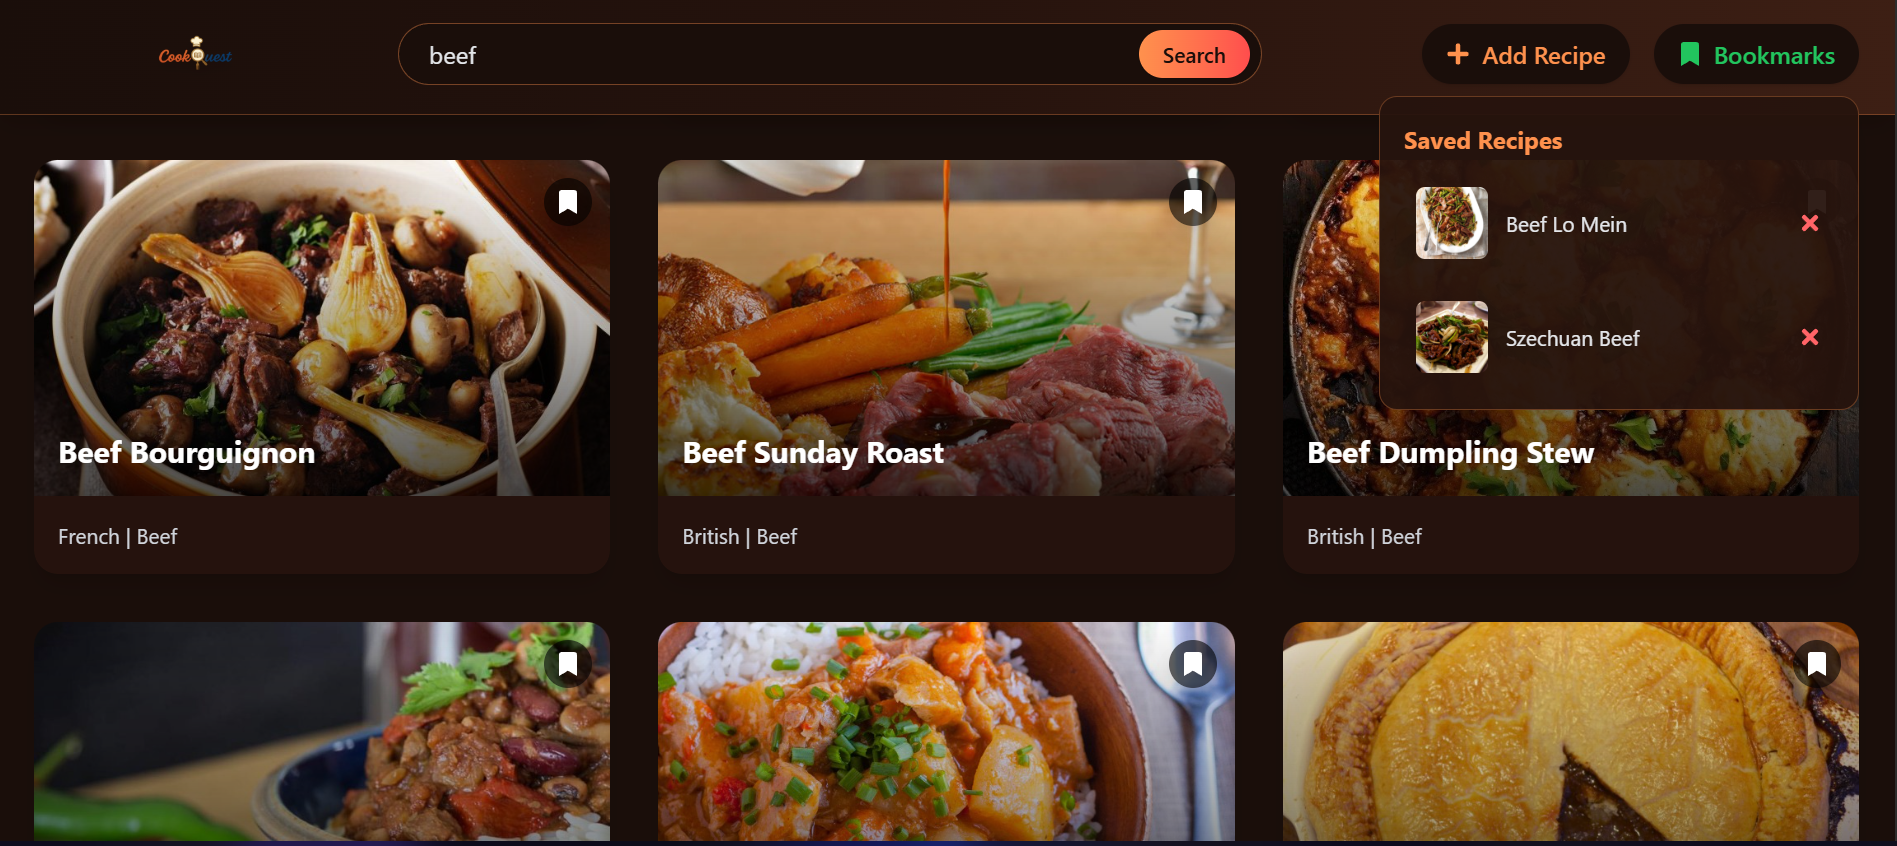 CookQuest
beef
Search
Add Recipe
Bookmarks
Saved Recipes
Beef Lo Mein
Szechuan Beef
Beef Bourguignon
Beef Sunday Roast
Beef Dumpling Stew
French | Beef
British | Beef
British | Beef